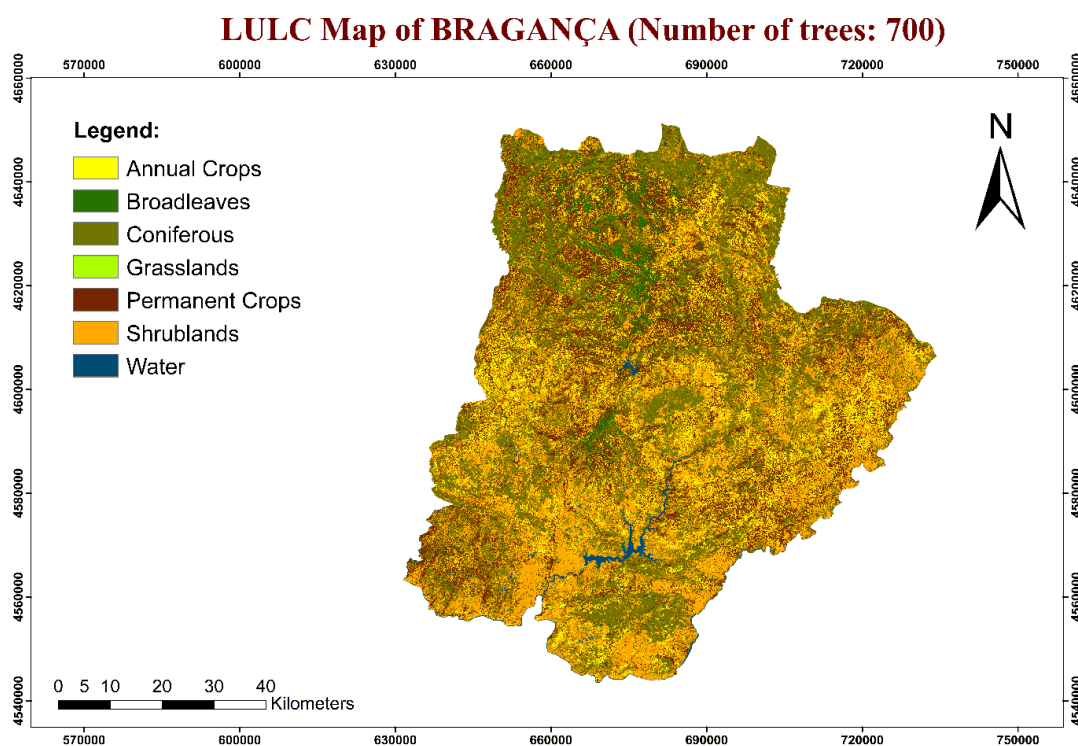 LULC Map of BRAGANÇA (Number of trees: 700)
570000 600000 630000 660000 690000 720000 750000
4660000 4660000
Legend:
N
Annual Crops
4640000 4640000
Broadleaves
Coniferous
Grasslands
4620000 4620000
Permanent Crops
Shrublands
Water
4600000 4600000
4580000 4580000
4560000 4560000
0 5 10 20 30 40
Kilometers
4540000 4540000
570000 600000 630000 660000 690000 720000 750000